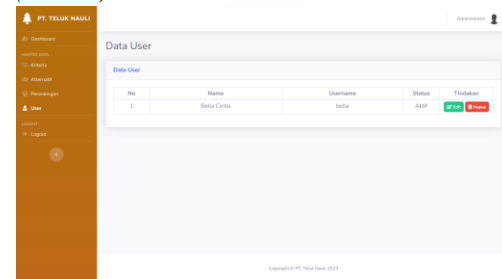 PT. TELUK NAULI
Administrator
Dashboard
Data User
Kriteria
Alternatif
Perankingan
User
Logout
Data User
No Nama Username Status Tindakan
1 Bella Cintia bella Aktif Edit Hapus
Copyright © PT. Teluk Nauli 2023